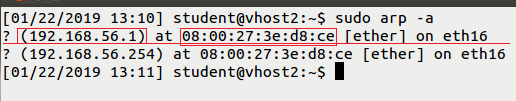 [01/22/2019 13:10] student@vhost2:~$ sudo arp -a
? (192.168.56.1) at 08:00:27:3e:d8:ce [ether] on eth16
? (192.168.56.254) at 08:00:27:3e:d8:ce [ether] on eth16
[01/22/2019 13:11] student@vhost2:~$